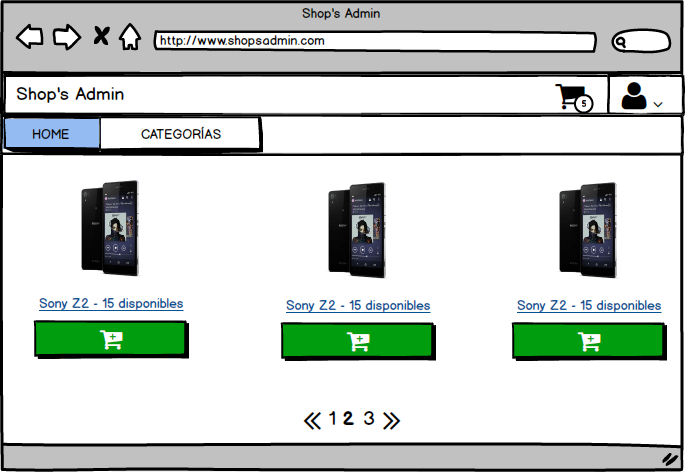 Shop's Admin
http://www.shopsadmin.com
Shop's Admin
5
HOME
CATEGORÍAS
Sony Z2 - 15 disponibles
Sony Z2 - 15 disponibles
Sony Z2 - 15 disponibles
1 2 3